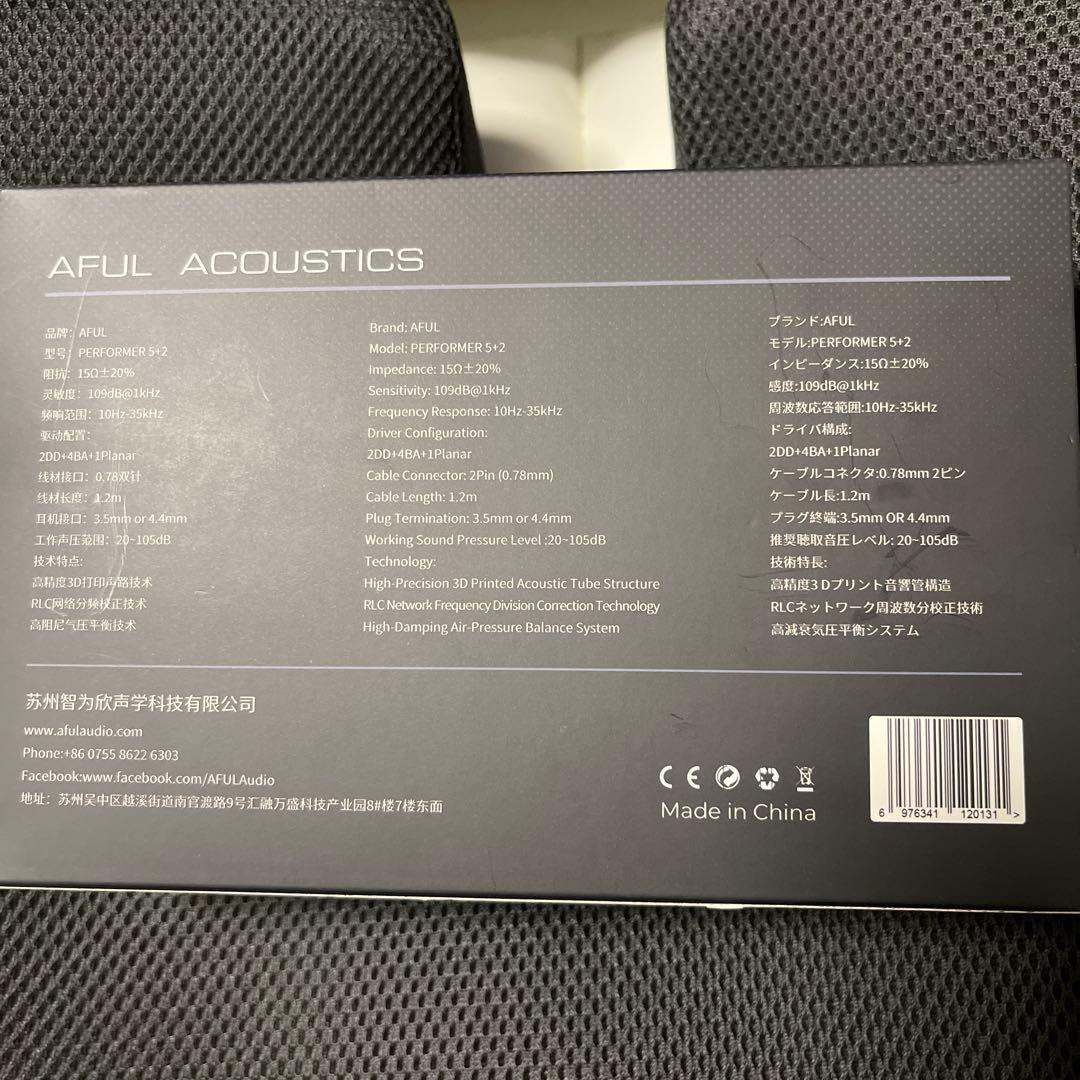 AFUL ACOUSTICS
品牌：AFUL
型号：PERFORMER 5+2
阻抗：15Ω±20%
灵敏度：109dB@1kHz
频响范围：10Hz-35kHz
驱动配置：
2DD+4BA+1Planar
线材接口：0.78双针
线材长度：1.2m
耳机接口：3.5mm or 4.4mm
工作声压范围：20~105dB
技术特点:
高精度3D打印声路技术
RLC网络分频校正技术
高阻尼气压平衡技术
Brand: AFUL
Model: PERFORMER 5+2
Impedance: 15Ω±20%
Sensitivity: 109dB@1kHz
Frequency Response: 10Hz-35kHz
Driver Configuration:
2DD+4BA+1Planar
Cable Connector: 2Pin (0.78mm)
Cable Length: 1.2m
Plug Termination: 3.5mm or 4.4mm
Working Sound Pressure Level :20~105dB
Technology:
High-Precision 3D Printed Acoustic Tube Structure
RLC Network Frequency Division Correction Technology
High-Damping Air-Pressure Balance System
ブランド:AFUL
モデル:PERFORMER 5+2
インピーダンス:15Ω±20%
感度:109dB@1kHz
周波数応答範囲:10Hz-35kHz
ドライバ構成:
2DD+4BA+1Planar
ケーブルコネクタ:0.78mm 2ピン
ケーブル長:1.2m
プラグ終端:3.5mm OR 4.4mm
推奨聴取音圧レベル: 20~105dB
技術特長:
高精度3 Dプリント音響管構造
RLCネットワーク周波数分校正技術
高減衰気圧平衡システム
苏州智为欣声学科技有限公司
www.afulaudio.com
Phone:+86 0755 8622 6303
Facebook:www.facebook.com/AFULAudio
地址：苏州吴中区越溪街道南官渡路9号汇融万盛科技产业园8#楼7楼东面
CE
Made in China
6 976341 120131 >